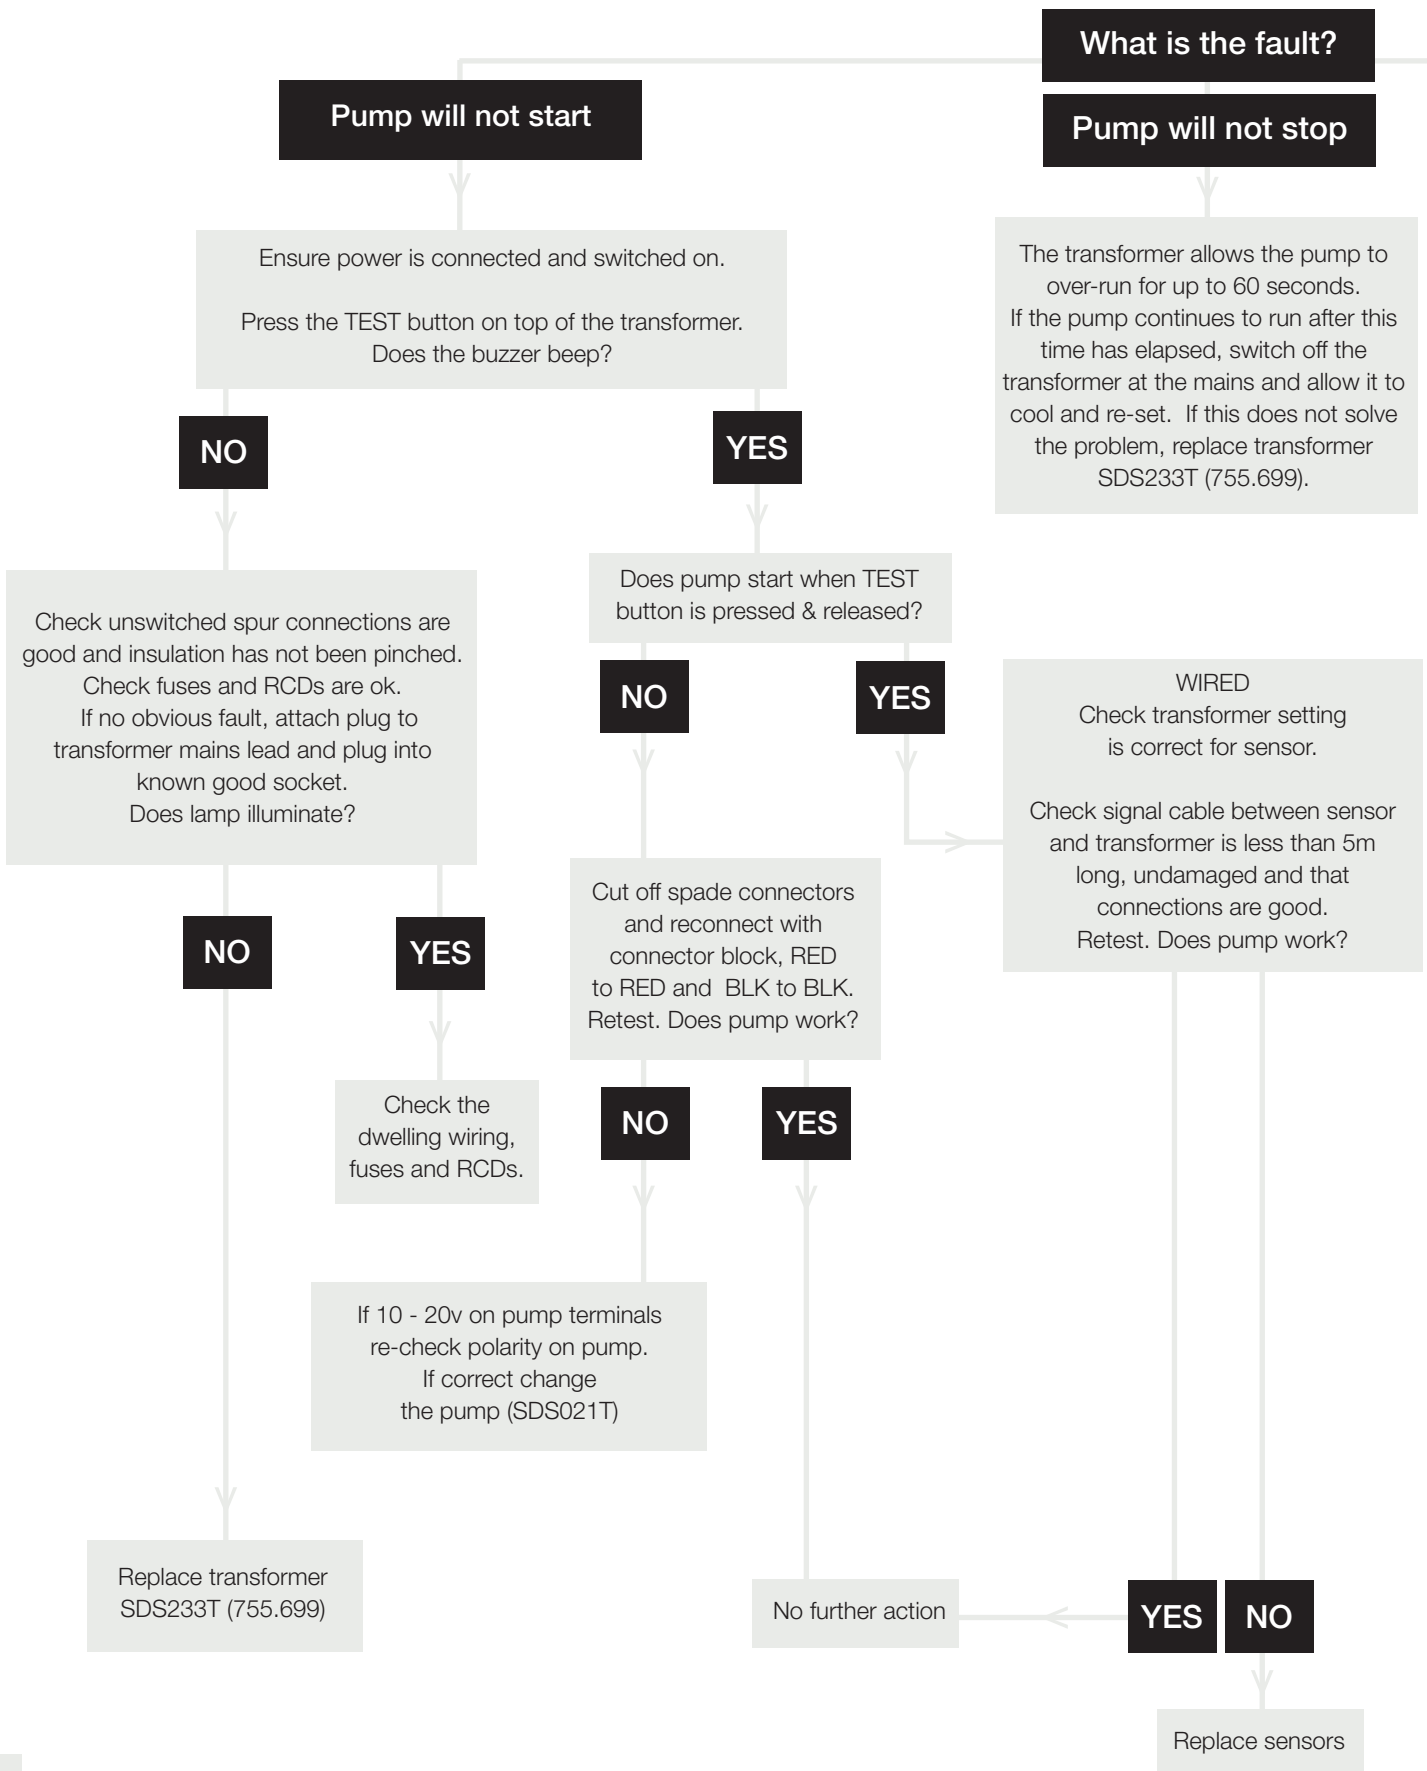 What is the fault?
Pump will not start
Pump will not stop
Ensure power is connected and switched on.
Press the TEST button on top of the transformer.
Does the buzzer beep?
The transformer allows the pump to
over-run for up to 60 seconds.
If the pump continues to run after this
time has elapsed, switch off the
transformer at the mains and allow it to
cool and re-set.  If this does not solve
the problem, replace transformer
SDS233T (755.699).
NO
YES
Check unswitched spur connections are
good and insulation has not been pinched.
Check fuses and RCDs are ok.
If no obvious fault, attach plug to
transformer mains lead and plug into
known good socket.
Does lamp illuminate?
Does pump start when TEST
button is pressed & released?
NO
YES
WIRED
Check transformer setting
is correct for sensor.
Check signal cable between sensor
and transformer is less than 5m
long, undamaged and that
connections are good.
Retest. Does pump work?
Cut off spade connectors
and reconnect with
connector block, RED
to RED and  BLK to BLK.
Retest. Does pump work?
NO
YES
Check the
dwelling wiring,
fuses and RCDs.
NO
YES
If 10 - 20v on pump terminals
re-check polarity on pump.
If correct change
the pump (SDS021T)
Replace transformer
SDS233T (755.699)
No further action
YES
NO
Replace sensors